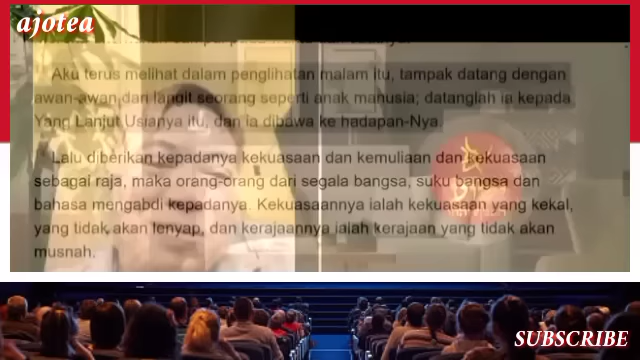 ajotea
Aku terus melihat dalam penglihatan malam itu, tampak datang dengan
awan-awan dari langit seorang seperti anak manusia; datanglah ia kepada
Yang Lanjut Usianya itu, dan ia dibawa ke hadapan-Nya.
Lalu diberikan kepadanya kekuasaan dan kemuliaan dan kekuasaan
sebagai raja, maka orang-orang dari segala bangsa, suku bangsa dan
bahasa mengabdi kepadanya. Kekuasaannya ialah kekuasaan yang kekal,
yang tidak akan lenyap, dan kerajaannya ialah kerajaan yang tidak akan
musnah.
SUBSCRIBE